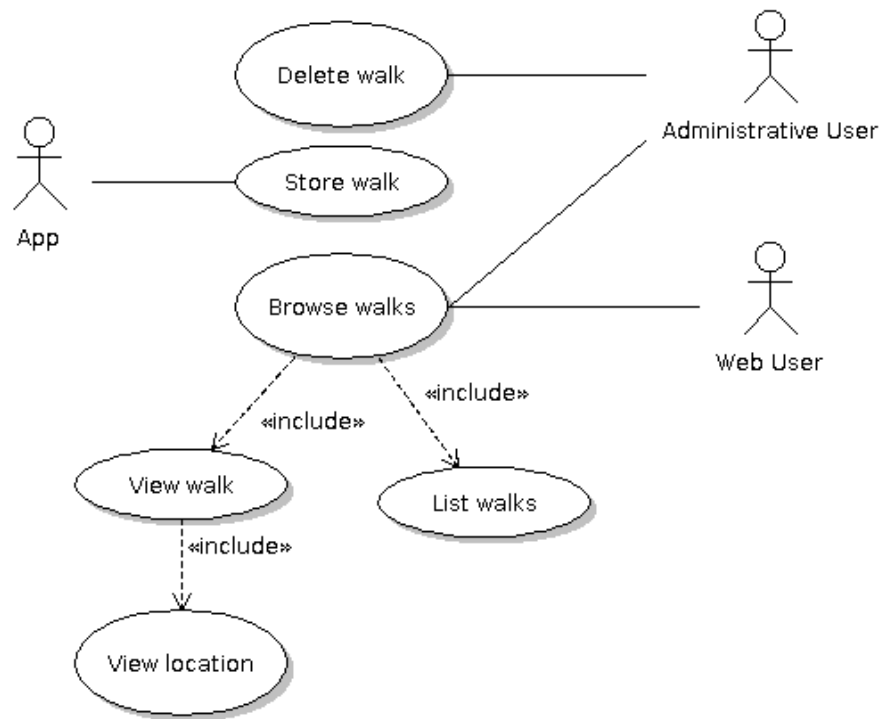 Delete walk
Administrative User
Store walk
App
Browse walks
Web User
«include»
«include»
View walk
List walks
«include»
View location